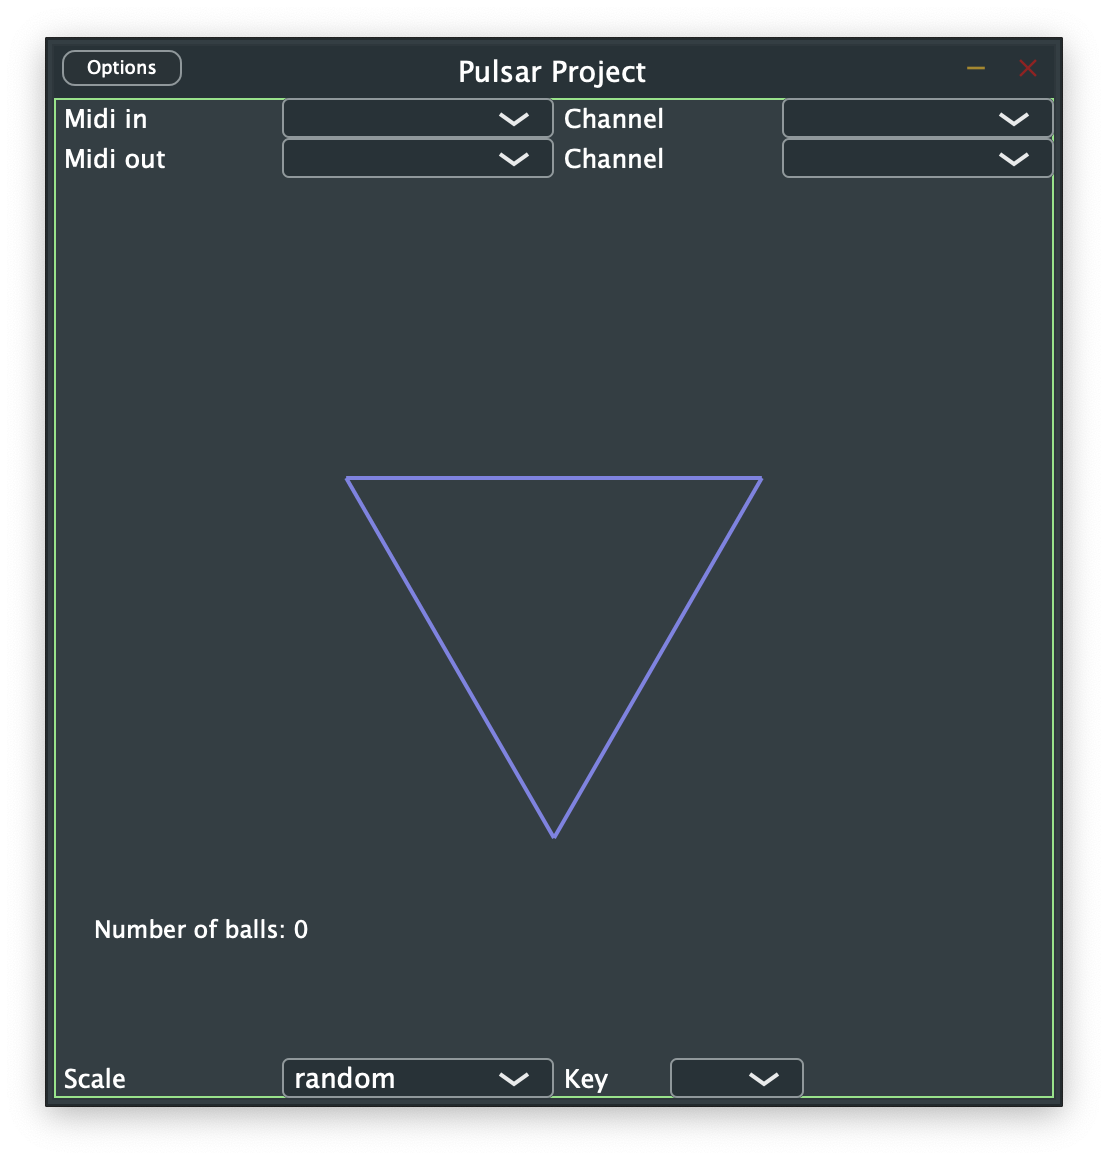 Options
Pulsar Project
Midi in
Channel
Midi out
Channel
Number of balls: 0
Scale
random
Key